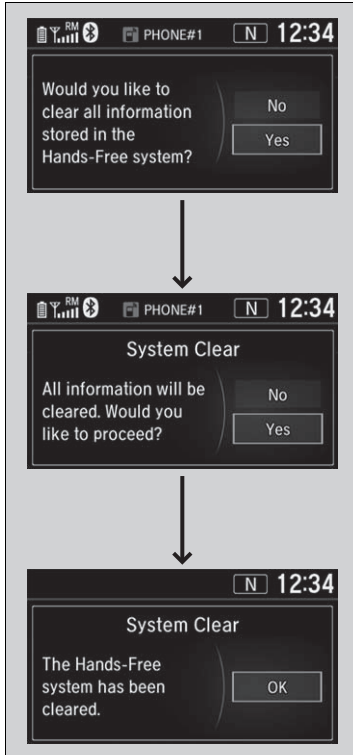 RM PHONE#1 N 12:34
Would you like to
clear all information
stored in the
Hands-Free system?
No
Yes
RM PHONE#1 N 12:34
System Clear
All information will be
cleared. Would you
like to proceed?
No
Yes
N 12:34
System Clear
The Hands-Free
system has been
cleared.
OK